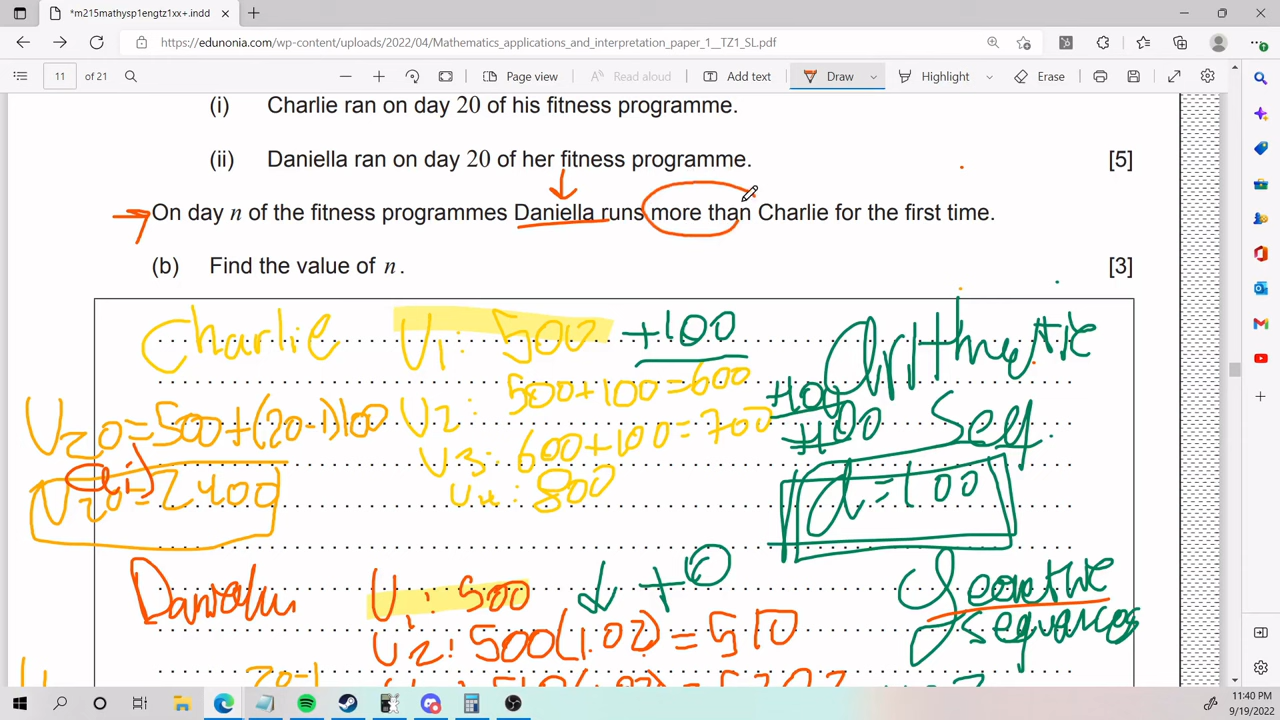 *m215mathysp1engtz1xx+.indd
https://edunonia.com/wp-content/uploads/2022/04/Mathematics_applications_and_interpretation_paper_1__TZ1_SL.pdf
11 of 21 Page view Read aloud Add text Draw Highlight Erase
(i) Charlie ran on day 20 of his fitness programme.
(ii) Daniella ran on day 20 of her fitness programme. [5]
On day n of the fitness programmes Daniella runs more than Charlie for the first time.
(b) Find the value of n. [3]
Charlie U1: 500 +100 Arithmetic
U2: 500+100=600 +100
U20=500+(20-1)100 U3: 600+100=700 +100 Seq.
U20=2400 U4: 800 d=100
Daniella U1: 500 +0
U2: 500(1.02)=510 sequences
20-1
11:40 PM
9/19/2022